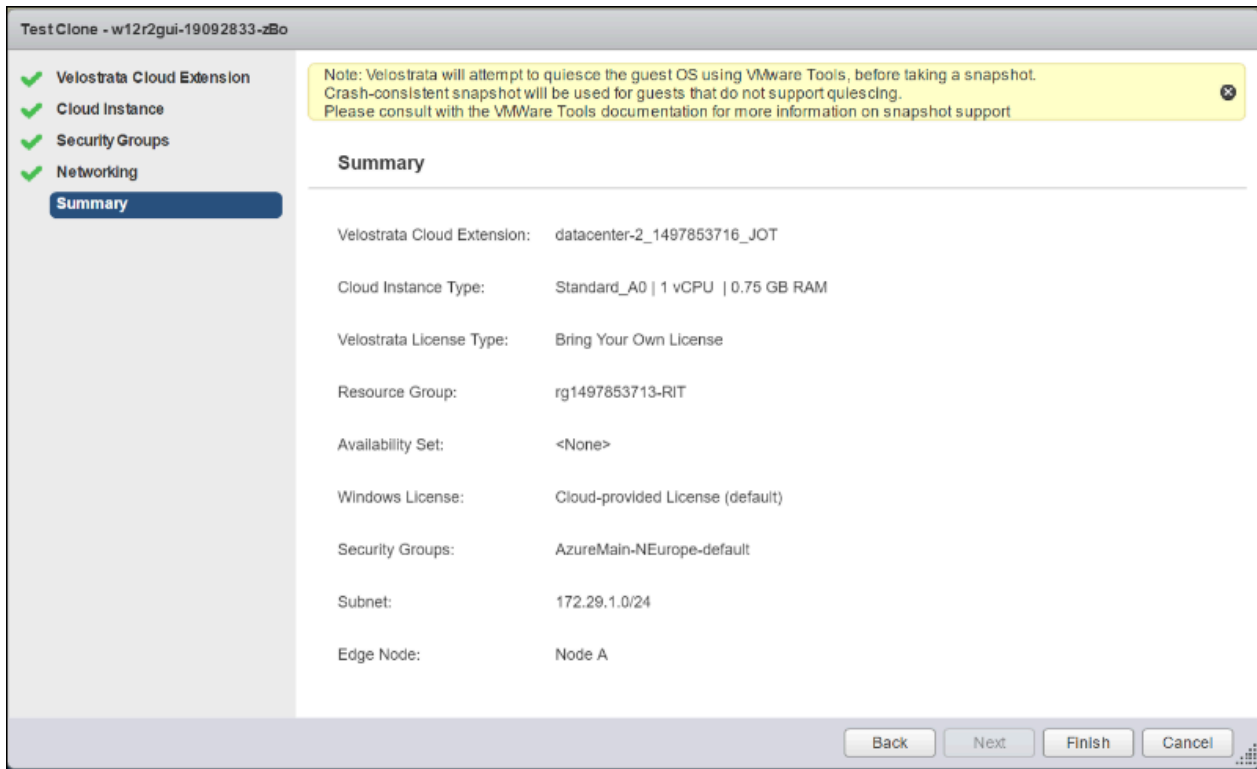 Test Clone - w12r2gui-19092833-zBo
Velostrata Cloud Extension
Cloud Instance
Security Groups
Networking
Summary
Note: Velostrata will attempt to quiesce the guest OS using VMware Tools, before taking a snapshot.
Crash-consistent snapshot will be used for guests that do not support quiescing.
Please consult with the VMWare Tools documentation for more information on snapshot support
Summary
Velostrata Cloud Extension: datacenter-2_1497853716_JOT
Cloud Instance Type: Standard_A0 | 1 vCPU | 0.75 GB RAM
Velostrata License Type: Bring Your Own License
Resource Group: rg1497853713-RIT
Availability Set: <None>
Windows License: Cloud-provided License (default)
Security Groups: AzureMain-NEurope-default
Subnet: 172.29.1.0/24
Edge Node: Node A
Back Next Finish Cancel